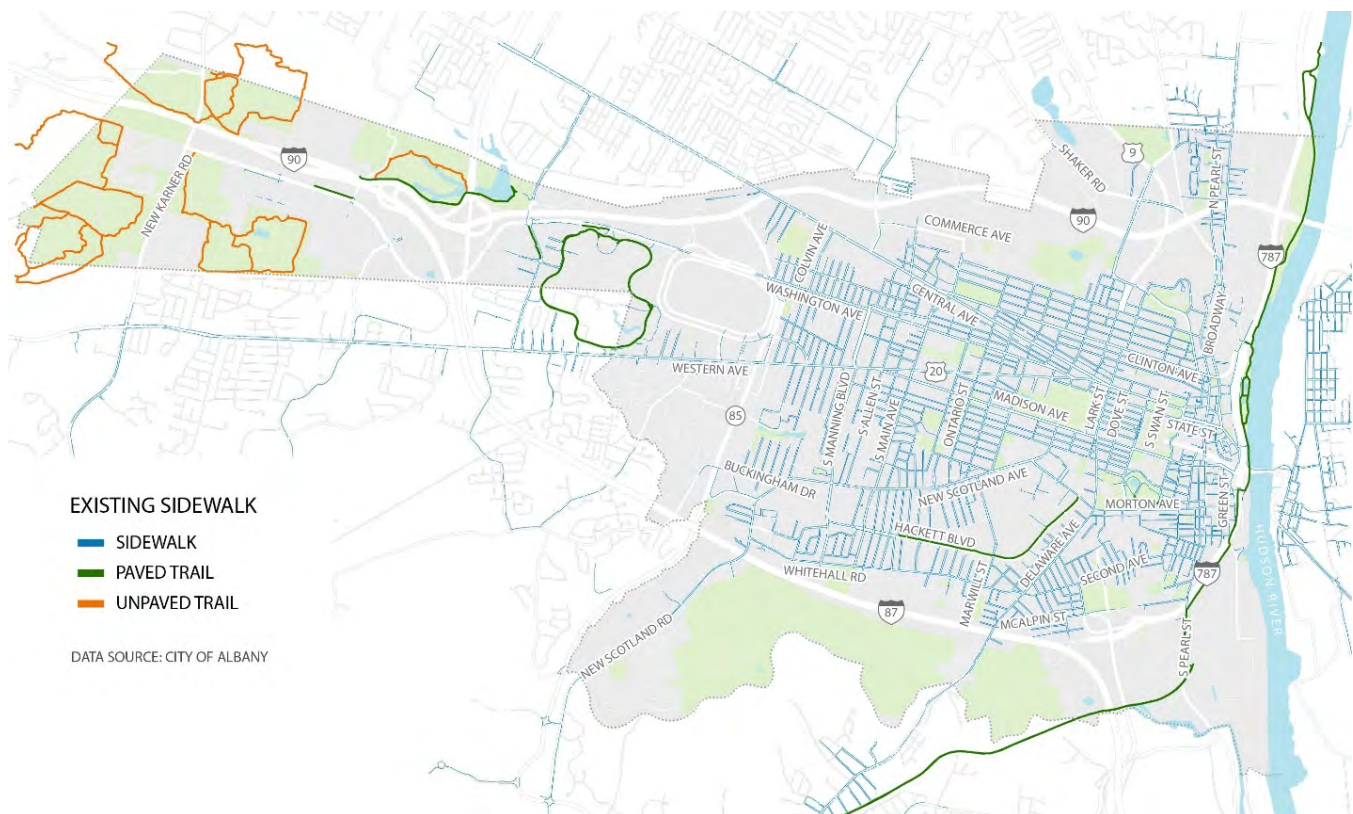 9
SHAKER RD
N PEARL ST
90
NEW KARNER RD
COMMERCE AVE
90
COLVIN AVE
787
WASHINGTON AVE
CENTRAL AVE
BROADWAY
CLINTON AVE
WESTERN AVE
20
85
S MANNING BLVD
S ALLEN ST
S MAIN AVE
ONTARIO ST
MADISON AVE
LARK ST
DOVE ST
S SWAN ST
STATE ST
BUCKINGHAM DR
NEW SCOTLAND AVE
MORTON AVE
GREEN ST
EXISTING SIDEWALK
SIDEWALK
PAVED TRAIL
UNPAVED TRAIL
DATA SOURCE: CITY OF ALBANY
HACKETT BLVD
DELAWARE AVE
WHITEHALL RD
MARWILL ST
SECOND AVE
787
HUDSON RIVER
87
MCALPIN ST
NEW SCOTLAND RD
S PEARL ST